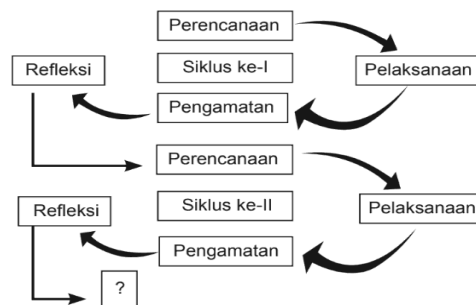 Perencanaan
Refleksi
Siklus ke-I
Pelaksanaan
Pengamatan
Perencanaan
Refleksi
Siklus ke-II
Pelaksanaan
Pengamatan
?